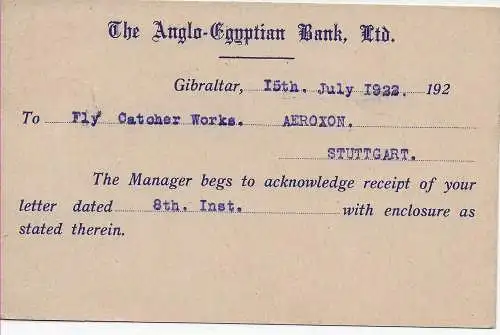 The Anglo-Egyptian Bank, Ltd.
Gibraltar, 15th. July 1922. 192
To Fly Catcher Works. AEROXON.
STUTTGART.
The Manager begs to acknowledge receipt of your
letter dated 8th. Inst. with enclosure as
stated therein.